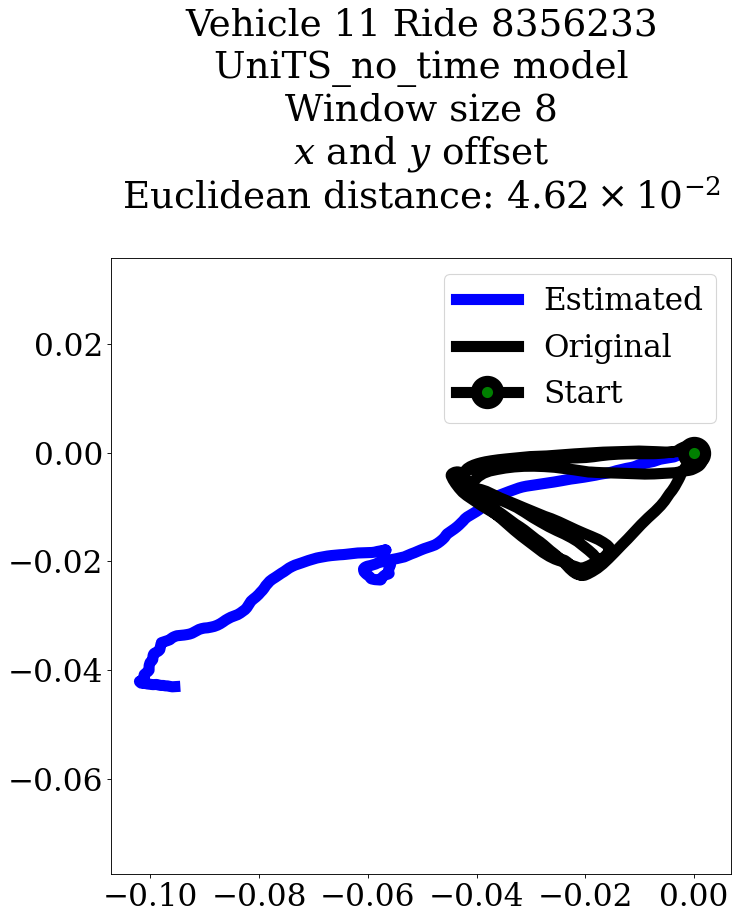 Vehicle 11 Ride 8356233
UniTS_no_time model
Window size 8
x and y offset
Euclidean distance: 4.62 × 10⁻²
Estimated
Original
Start
0.02
0.00
−0.02
−0.04
−0.06
−0.10 −0.08 −0.06 −0.04 −0.02 0.00